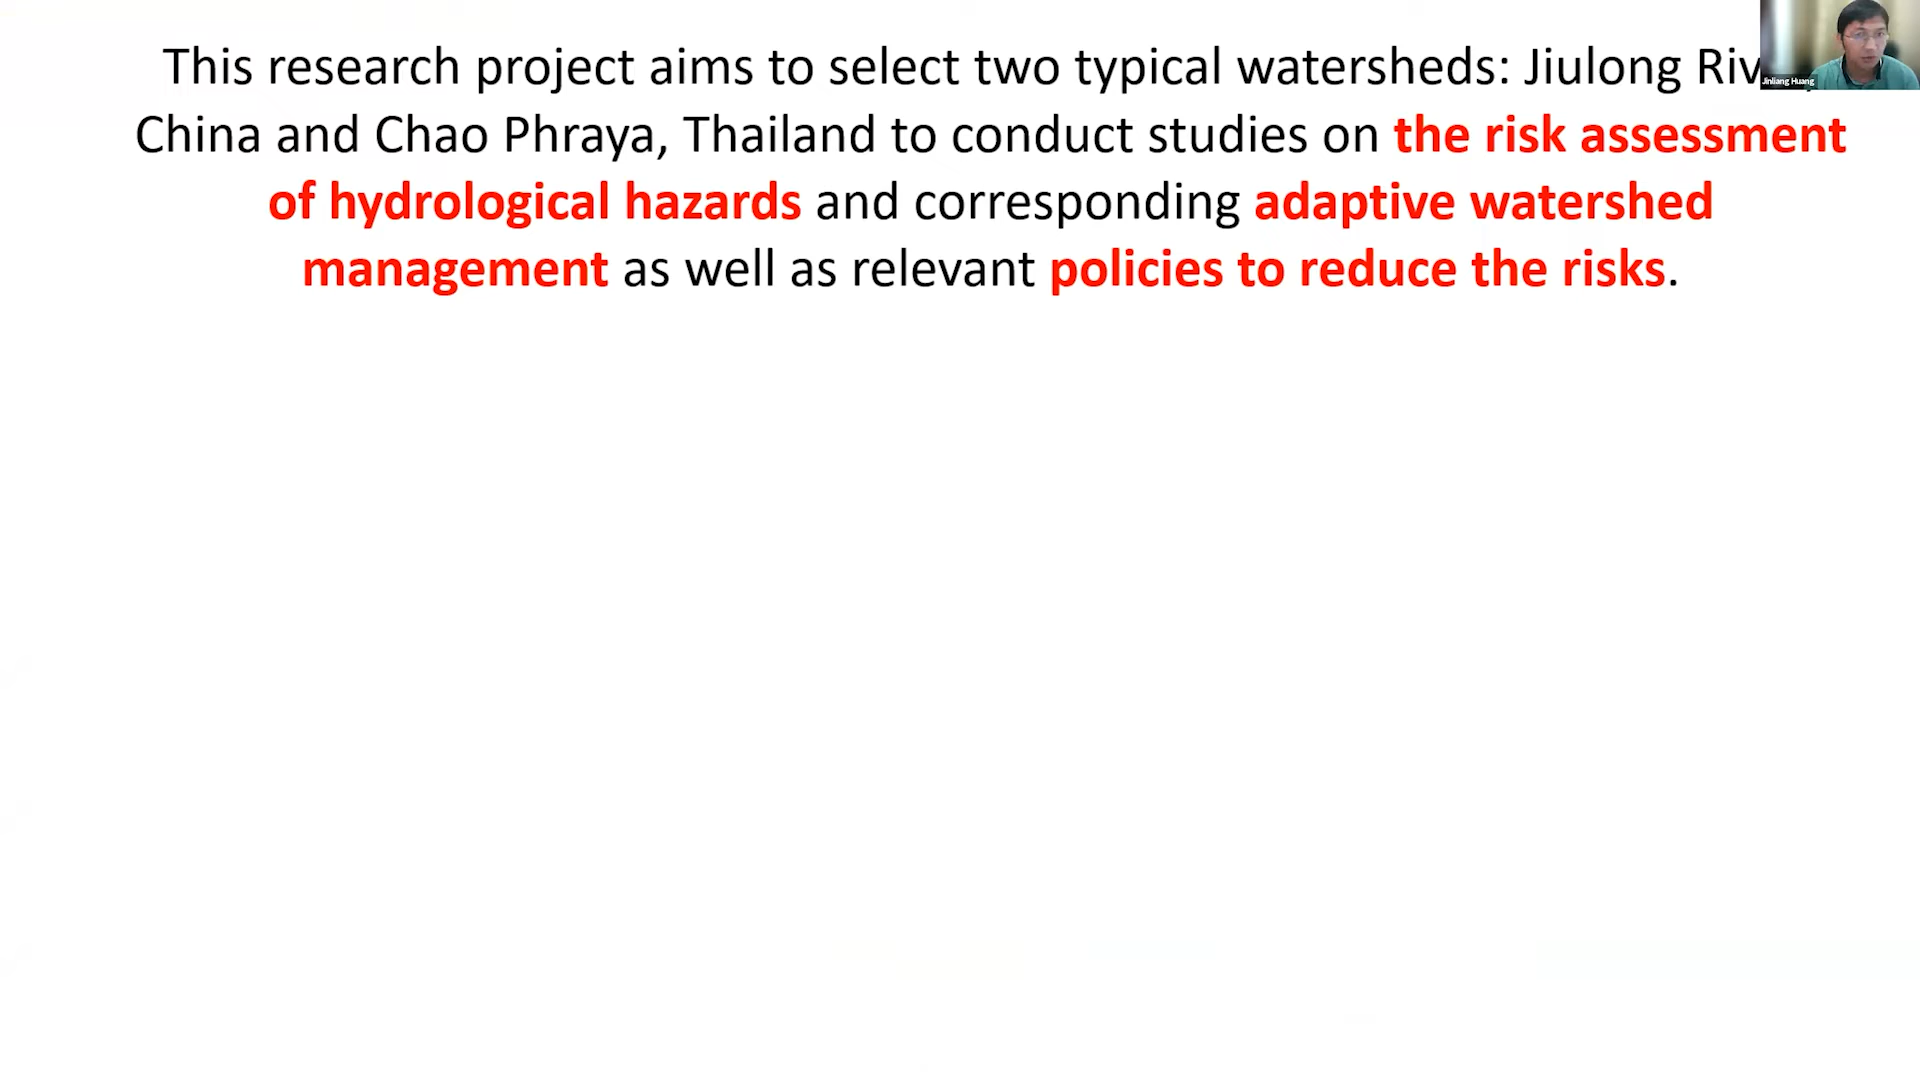 This research project aims to select two typical watersheds: Jiulong Riv
China and Chao Phraya, Thailand to conduct studies on the risk assessment
of hydrological hazards and corresponding adaptive watershed
management as well as relevant policies to reduce the risks.
Jinliang Huang